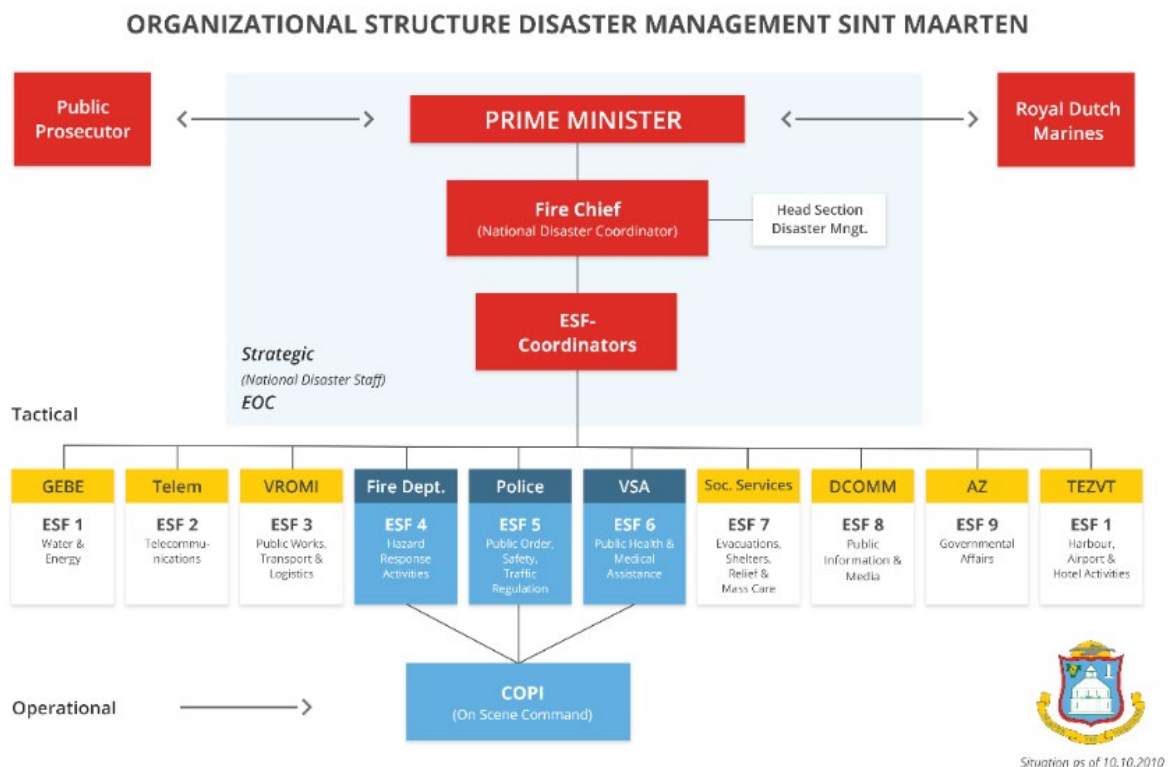 ORGANIZATIONAL STRUCTURE DISASTER MANAGEMENT SINT MAARTEN
Public
Prosecutor
PRIME MINISTER
Royal Dutch
Marines
Fire Chief
(National Disaster Coordinator)
Head Section
Disaster Mngt.
ESF-
Coordinators
Strategic
(National Disaster Staff)
EOC
Tactical
GEBE
ESF 1
Water &
Energy
Telem
ESF 2
Telecommu-
nications
VROMI
ESF 3
Public Works,
Transport &
Logistics
Fire Dept.
ESF 4
Hazard
Response
Activities
Police
ESF 5
Public Order,
Safety,
Traffic
Regulation
VSA
ESF 6
Public Health &
Medical
Assistance
Soc. Services
ESF 7
Evacuations,
Shelters,
Relief &
Mass Care
DCOMM
ESF 8
Public
Information &
Media
AZ
ESF 9
Governmental
Affairs
TEZVT
ESF 1
Harbour,
Airport &
Hotel Activities
COPI
(On Scene Command)
Operational
Situation as of 10.10.2010